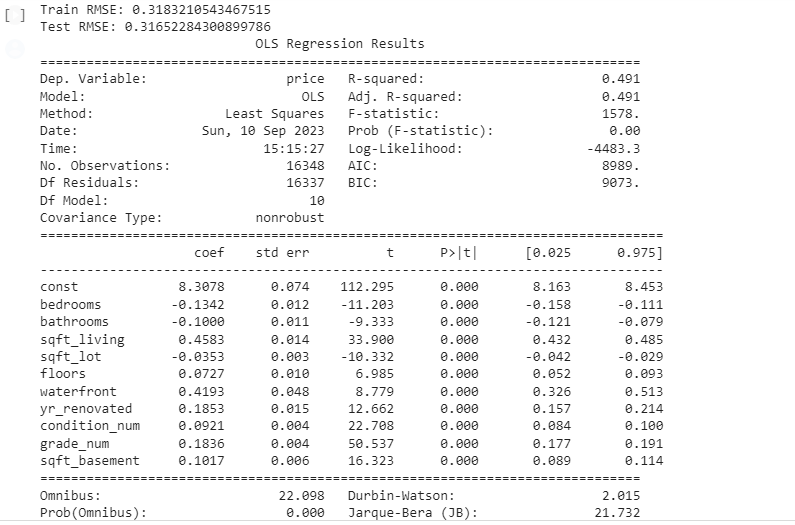 [ ] Train RMSE: 0.3183210543467515
Test RMSE: 0.31652284300899786
OLS Regression Results
==============================================================================
Dep. Variable: price R-squared: 0.491
Model: OLS Adj. R-squared: 0.491
Method: Least Squares F-statistic: 1578.
Date: Sun, 10 Sep 2023 Prob (F-statistic): 0.00
Time: 15:15:27 Log-Likelihood: -4483.3
No. Observations: 16348 AIC: 8989.
Df Residuals: 16337 BIC: 9073.
Df Model: 10
Covariance Type: nonrobust
=================================================================================
coef std err t P>|t| [0.025 0.975]
---------------------------------------------------------------------------------
const 8.3078 0.074 112.295 0.000 8.163 8.453
bedrooms -0.1342 0.012 -11.203 0.000 -0.158 -0.111
bathrooms -0.1000 0.011 -9.333 0.000 -0.121 -0.079
sqft_living 0.4583 0.014 33.900 0.000 0.432 0.485
sqft_lot -0.0353 0.003 -10.332 0.000 -0.042 -0.029
floors 0.0727 0.010 6.985 0.000 0.052 0.093
waterfront 0.4193 0.048 8.779 0.000 0.326 0.513
yr_renovated 0.1853 0.015 12.662 0.000 0.157 0.214
condition_num 0.0921 0.004 22.708 0.000 0.084 0.100
grade_num 0.1836 0.004 50.537 0.000 0.177 0.191
sqft_basement 0.1017 0.006 16.323 0.000 0.089 0.114
==============================================================================
Omnibus: 22.098 Durbin-Watson: 2.015
Prob(Omnibus): 0.000 Jarque-Bera (JB): 21.732